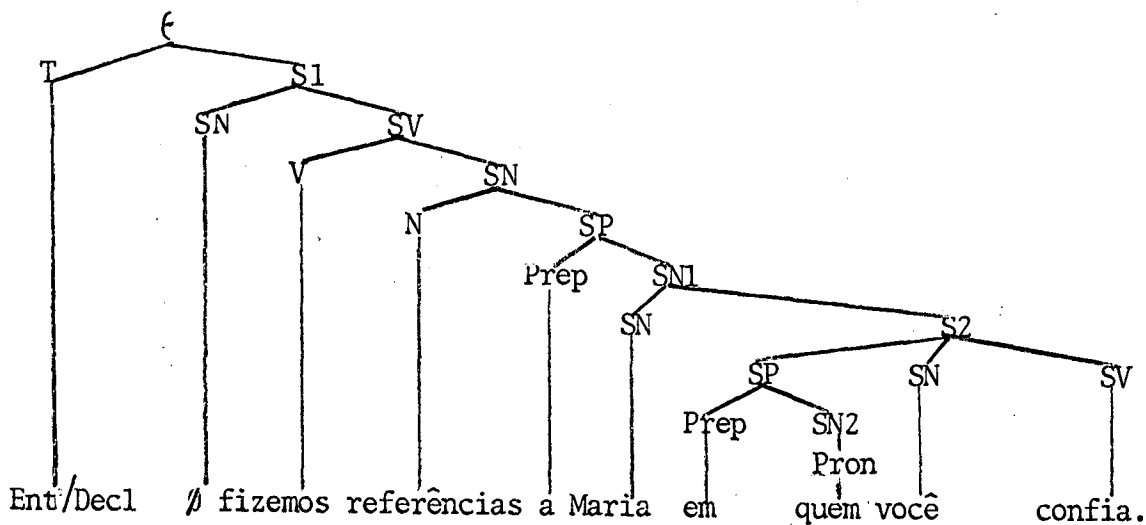 Є
T S1
SN SV
V SN
N SP
Prep SN1
SN S2
SP SN SV
Prep SN2
Pron
Ent/Decl Ø fizemos referências a Maria em quem você confia.